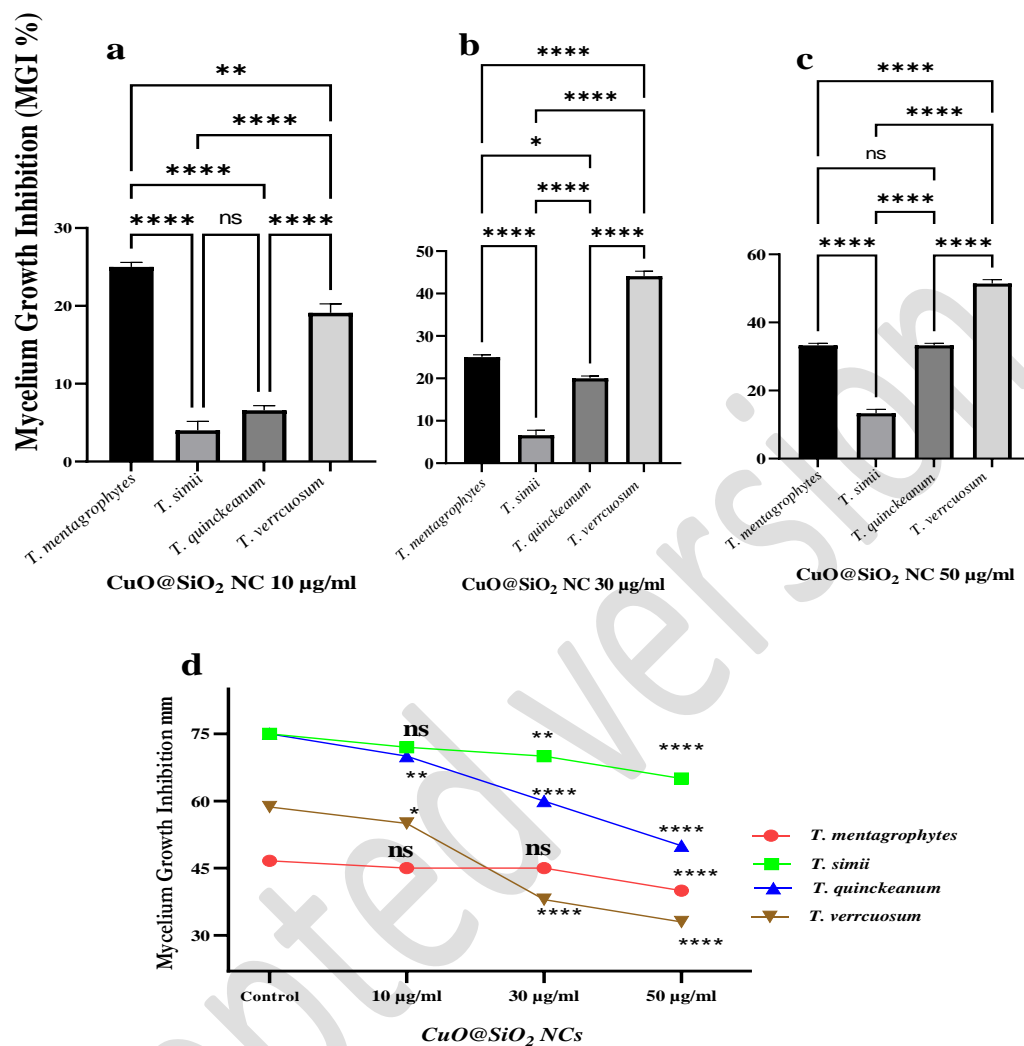 Mycelium Growth Inhibition (MGI %)
a
**
****
****
****
ns
****
30
20
10
0
T. mentagrophytes
T. simii
T. quinckeanum
T. verrcuosum
CuO@SiO₂ NC 10 µg/ml
b
****
****
*
****
****
****
50
40
30
20
10
0
T. mentagrophytes
T. simii
T. quinckeanum
T. verrcuosum
CuO@SiO₂ NC 30 µg/ml
c
****
****
ns
****
****
****
60
40
20
0
T. mentagrophytes
T. simii
T. quinckeanum
T. verrcuosum
CuO@SiO₂ NC 50 µg/ml
d
Mycelium Growth Inhibition mm
75
60
45
30
ns
**
****
**
****
****
*
ns
ns
****
****
****
Control
10 µg/ml
30 µg/ml
50 µg/ml
CuO@SiO₂ NCs
T. mentagrophytes
T. simii
T. quinckeanum
T. verrcuosum
pted version